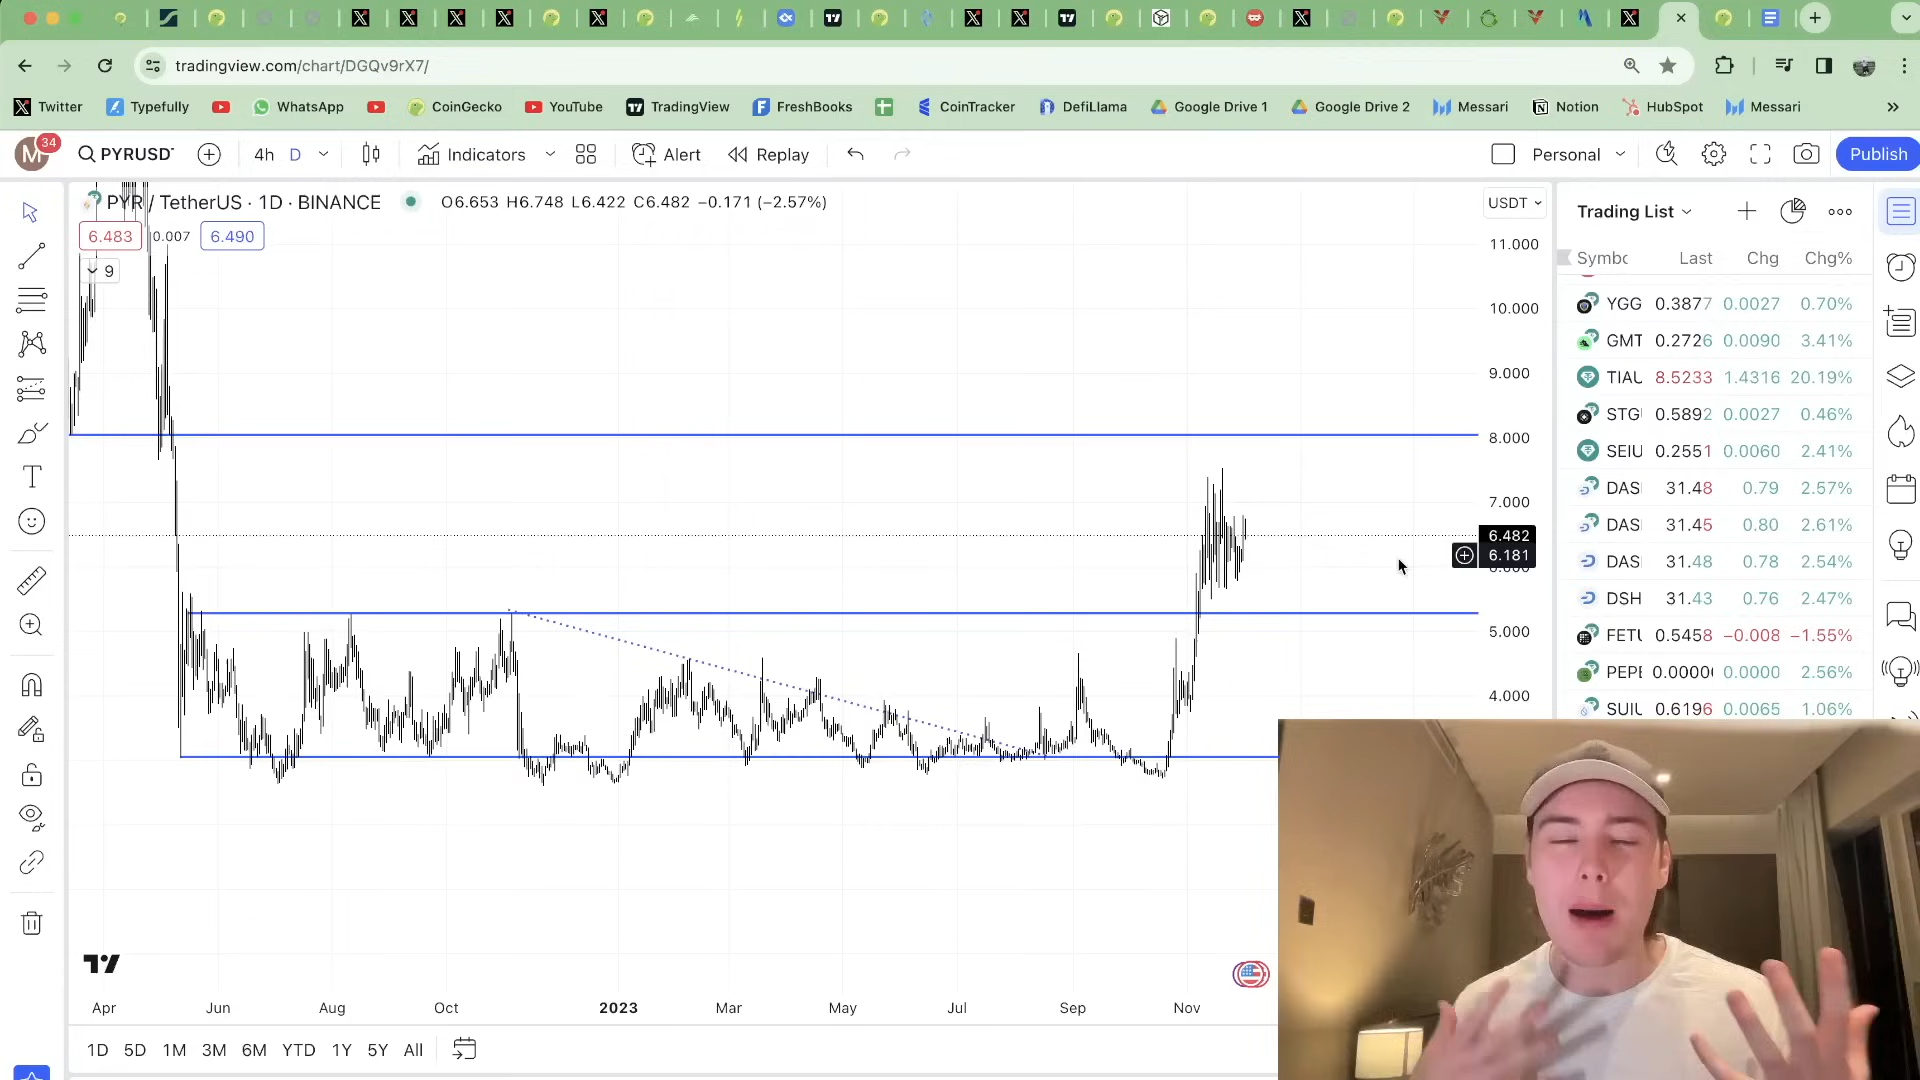 tradingview.com/chart/DGQv9rX7/
Twitter Typefully WhatsApp CoinGecko YouTube TradingView FreshBooks CoinTracker DefiLlama Google Drive 1 Google Drive 2 Messari Notion HubSpot Messari »
M 34 PYRUSD 4h D Indicators Alert Replay Personal Publish
PYR / TetherUS · 1D · BINANCE O6.653 H6.748 L6.422 C6.482 −0.171 (−2.57%)
6.483 0.007 6.490
9
USDT
11.000
10.000
9.000
8.000
7.000
6.482
6.181
5.000
4.000
Trading List
Symbc Last Chg Chg%
YGG 0.3877 0.0027 0.70%
GMT 0.2726 0.0090 3.41%
TIAU 8.5233 1.4316 20.19%
STG 0.5892 0.0027 0.46%
SEIU 0.2551 0.0060 2.41%
DAS 31.48 0.79 2.57%
DAS 31.45 0.80 2.61%
DAS 31.48 0.78 2.54%
DSH 31.43 0.76 2.47%
FETU 0.5458 −0.008 −1.55%
PEPE 0.0000 0.0000 2.56%
SUIU 0.6196 0.0065 1.06%
Apr Jun Aug Oct 2023 Mar May Jul Sep Nov
1D 5D 1M 3M 6M YTD 1Y 5Y All